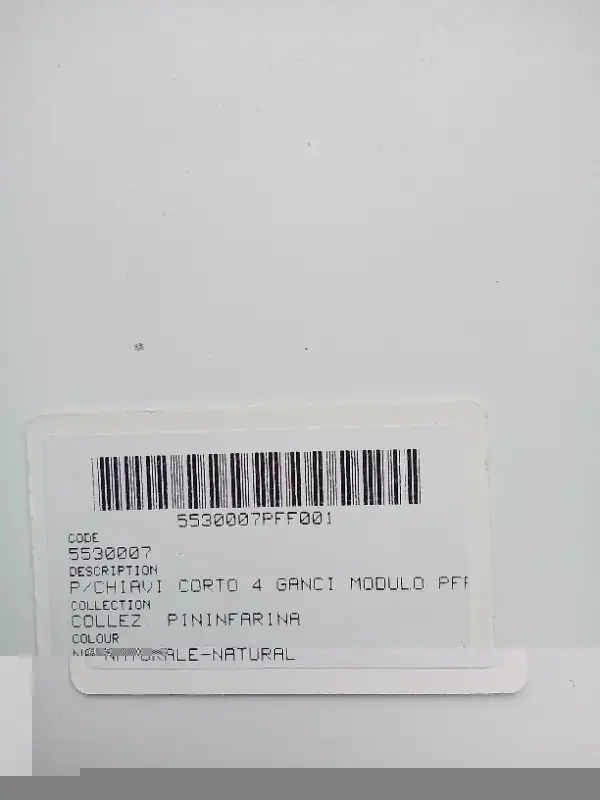 5530007PFF001
CODE
5530007
DESCRIPTION
P/CHIAVI CORTO 4 GANCI MODULO PFF
COLLECTION
COLLEZ. PININFARINA
COLOUR
NATURALE-NATURAL